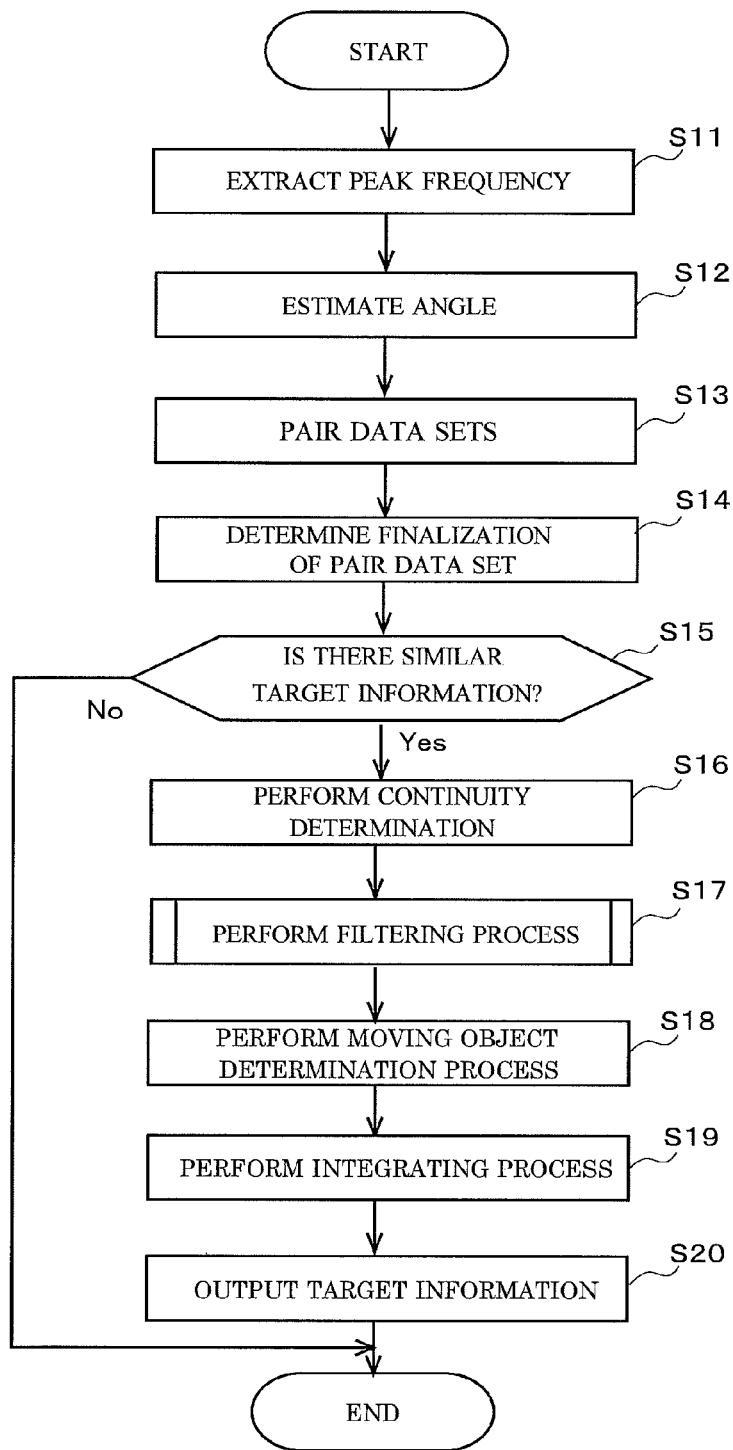 START
S11
EXTRACT PEAK FREQUENCY
S12
ESTIMATE ANGLE
S13
PAIR DATA SETS
S14
DETERMINE FINALIZATION
OF PAIR DATA SET
S15
IS THERE SIMILAR
TARGET INFORMATION?
No
Yes
S16
PERFORM CONTINUITY
DETERMINATION
S17
PERFORM FILTERING PROCESS
S18
PERFORM MOVING OBJECT
DETERMINATION PROCESS
S19
PERFORM INTEGRATING PROCESS
S20
OUTPUT TARGET INFORMATION
END